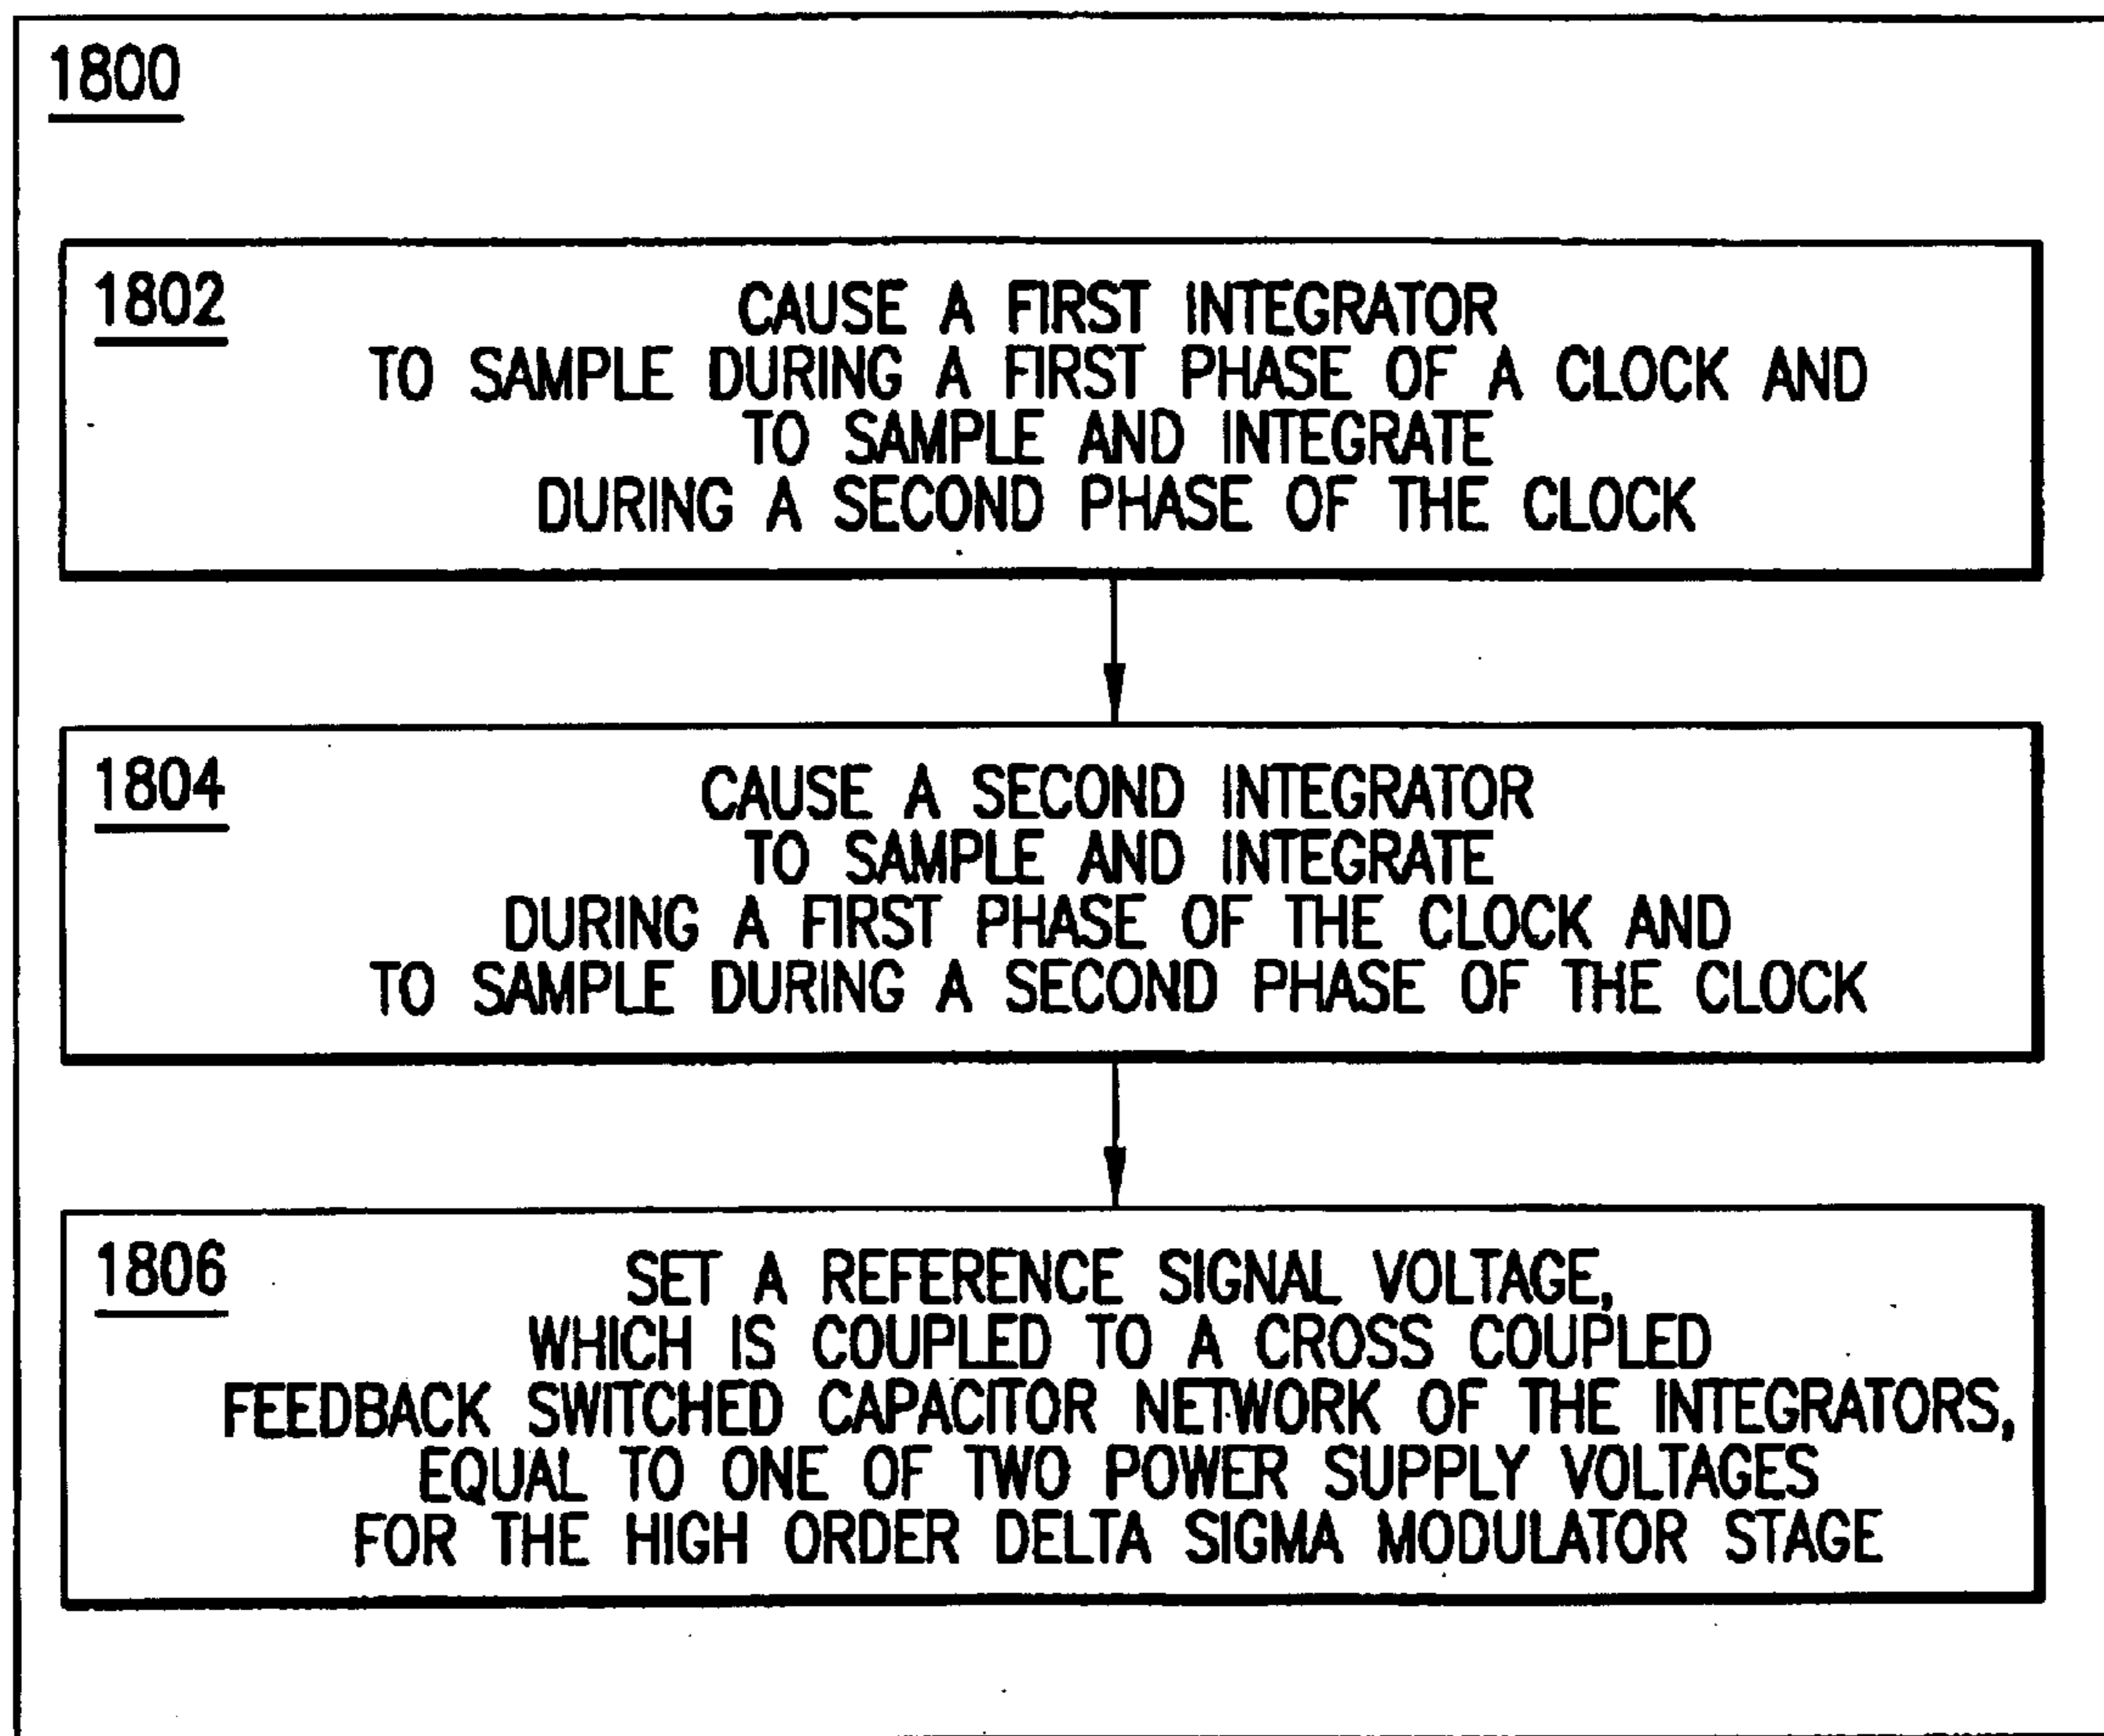 1800
1802
CAUSE A FIRST INTEGRATOR
TO SAMPLE DURING A FIRST PHASE OF A CLOCK AND
TO SAMPLE AND INTEGRATE
DURING A SECOND PHASE OF THE CLOCK
1804
CAUSE A SECOND INTEGRATOR
TO SAMPLE AND INTEGRATE
DURING A FIRST PHASE OF THE CLOCK AND
TO SAMPLE DURING A SECOND PHASE OF THE CLOCK
1806
SET A REFERENCE SIGNAL VOLTAGE,
WHICH IS COUPLED TO A CROSS COUPLED
FEEDBACK SWITCHED CAPACITOR NETWORK OF THE INTEGRATORS,
EQUAL TO ONE OF TWO POWER SUPPLY VOLTAGES
FOR THE HIGH ORDER DELTA SIGMA MODULATOR STAGE